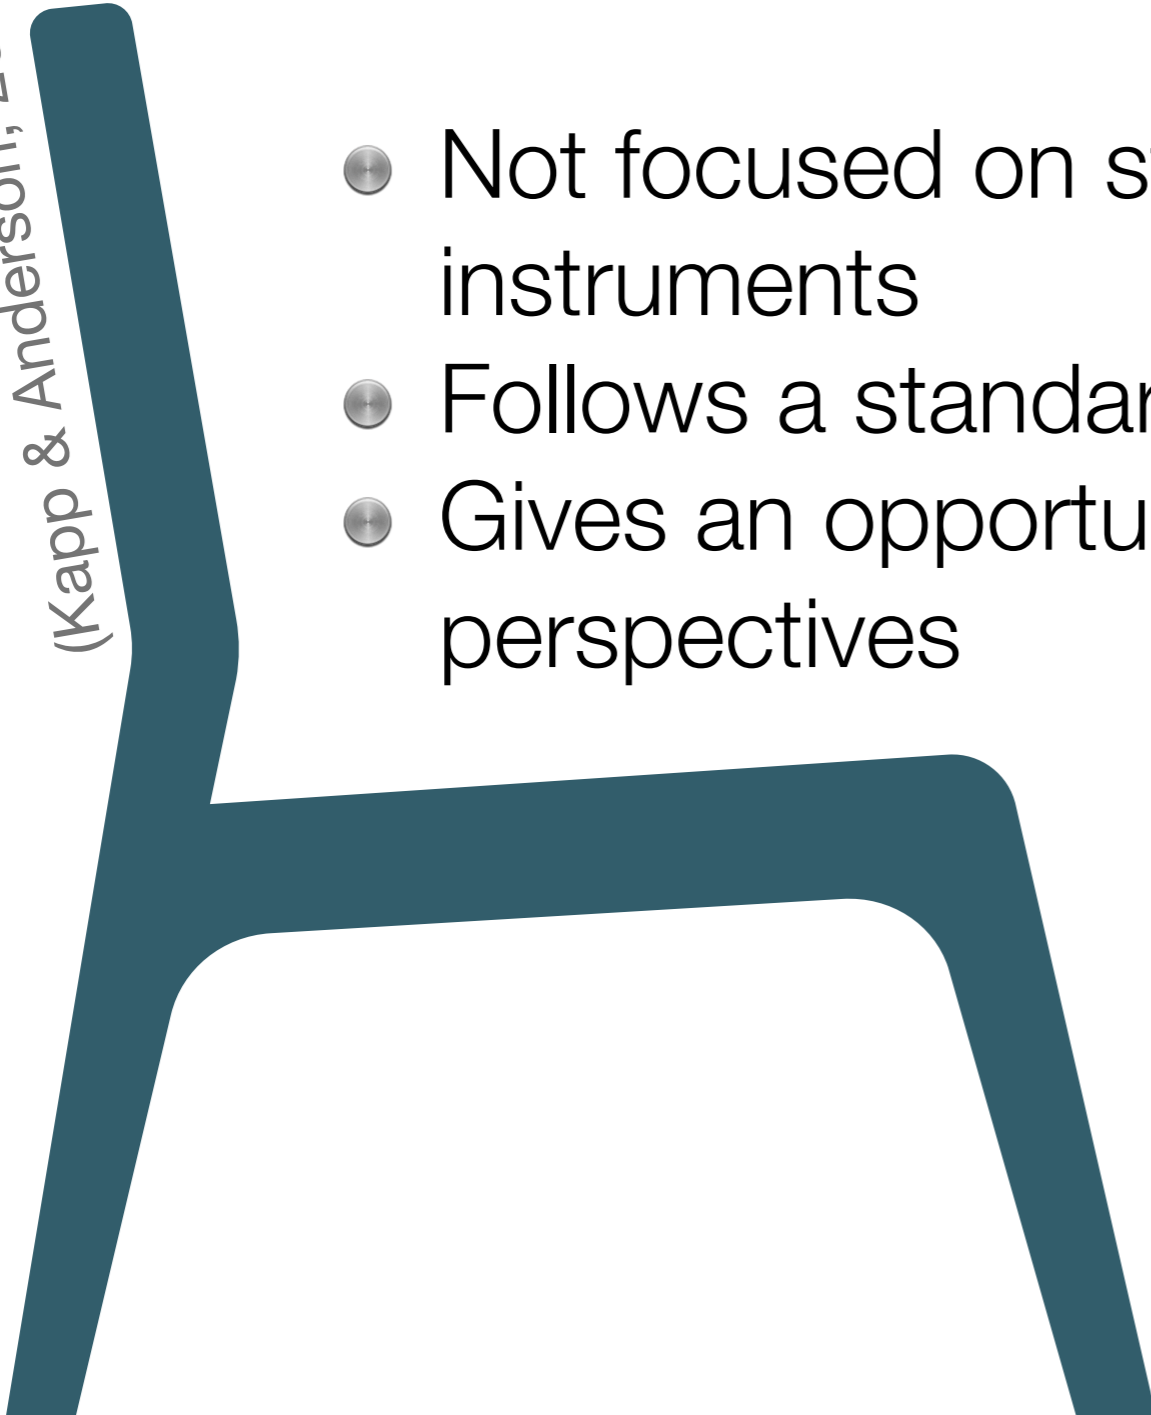 Not focused on
instruments
Follows a
Gives an
perspectives
(Kapp & Anderson,